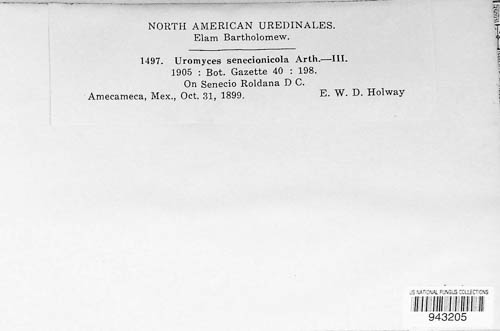 NORTH AMERICAN UREDINALES.
Elam Bartholomew.
1497. Uromyces senecionicola Arth.—III.
1905 : Bot. Gazette 40 : 198.
On Senecio Roldana D C.
Amecameca, Mex., Oct. 31, 1899. E. W. D. Holway
US NATIONAL FUNGUS COLLECTIONS
943205